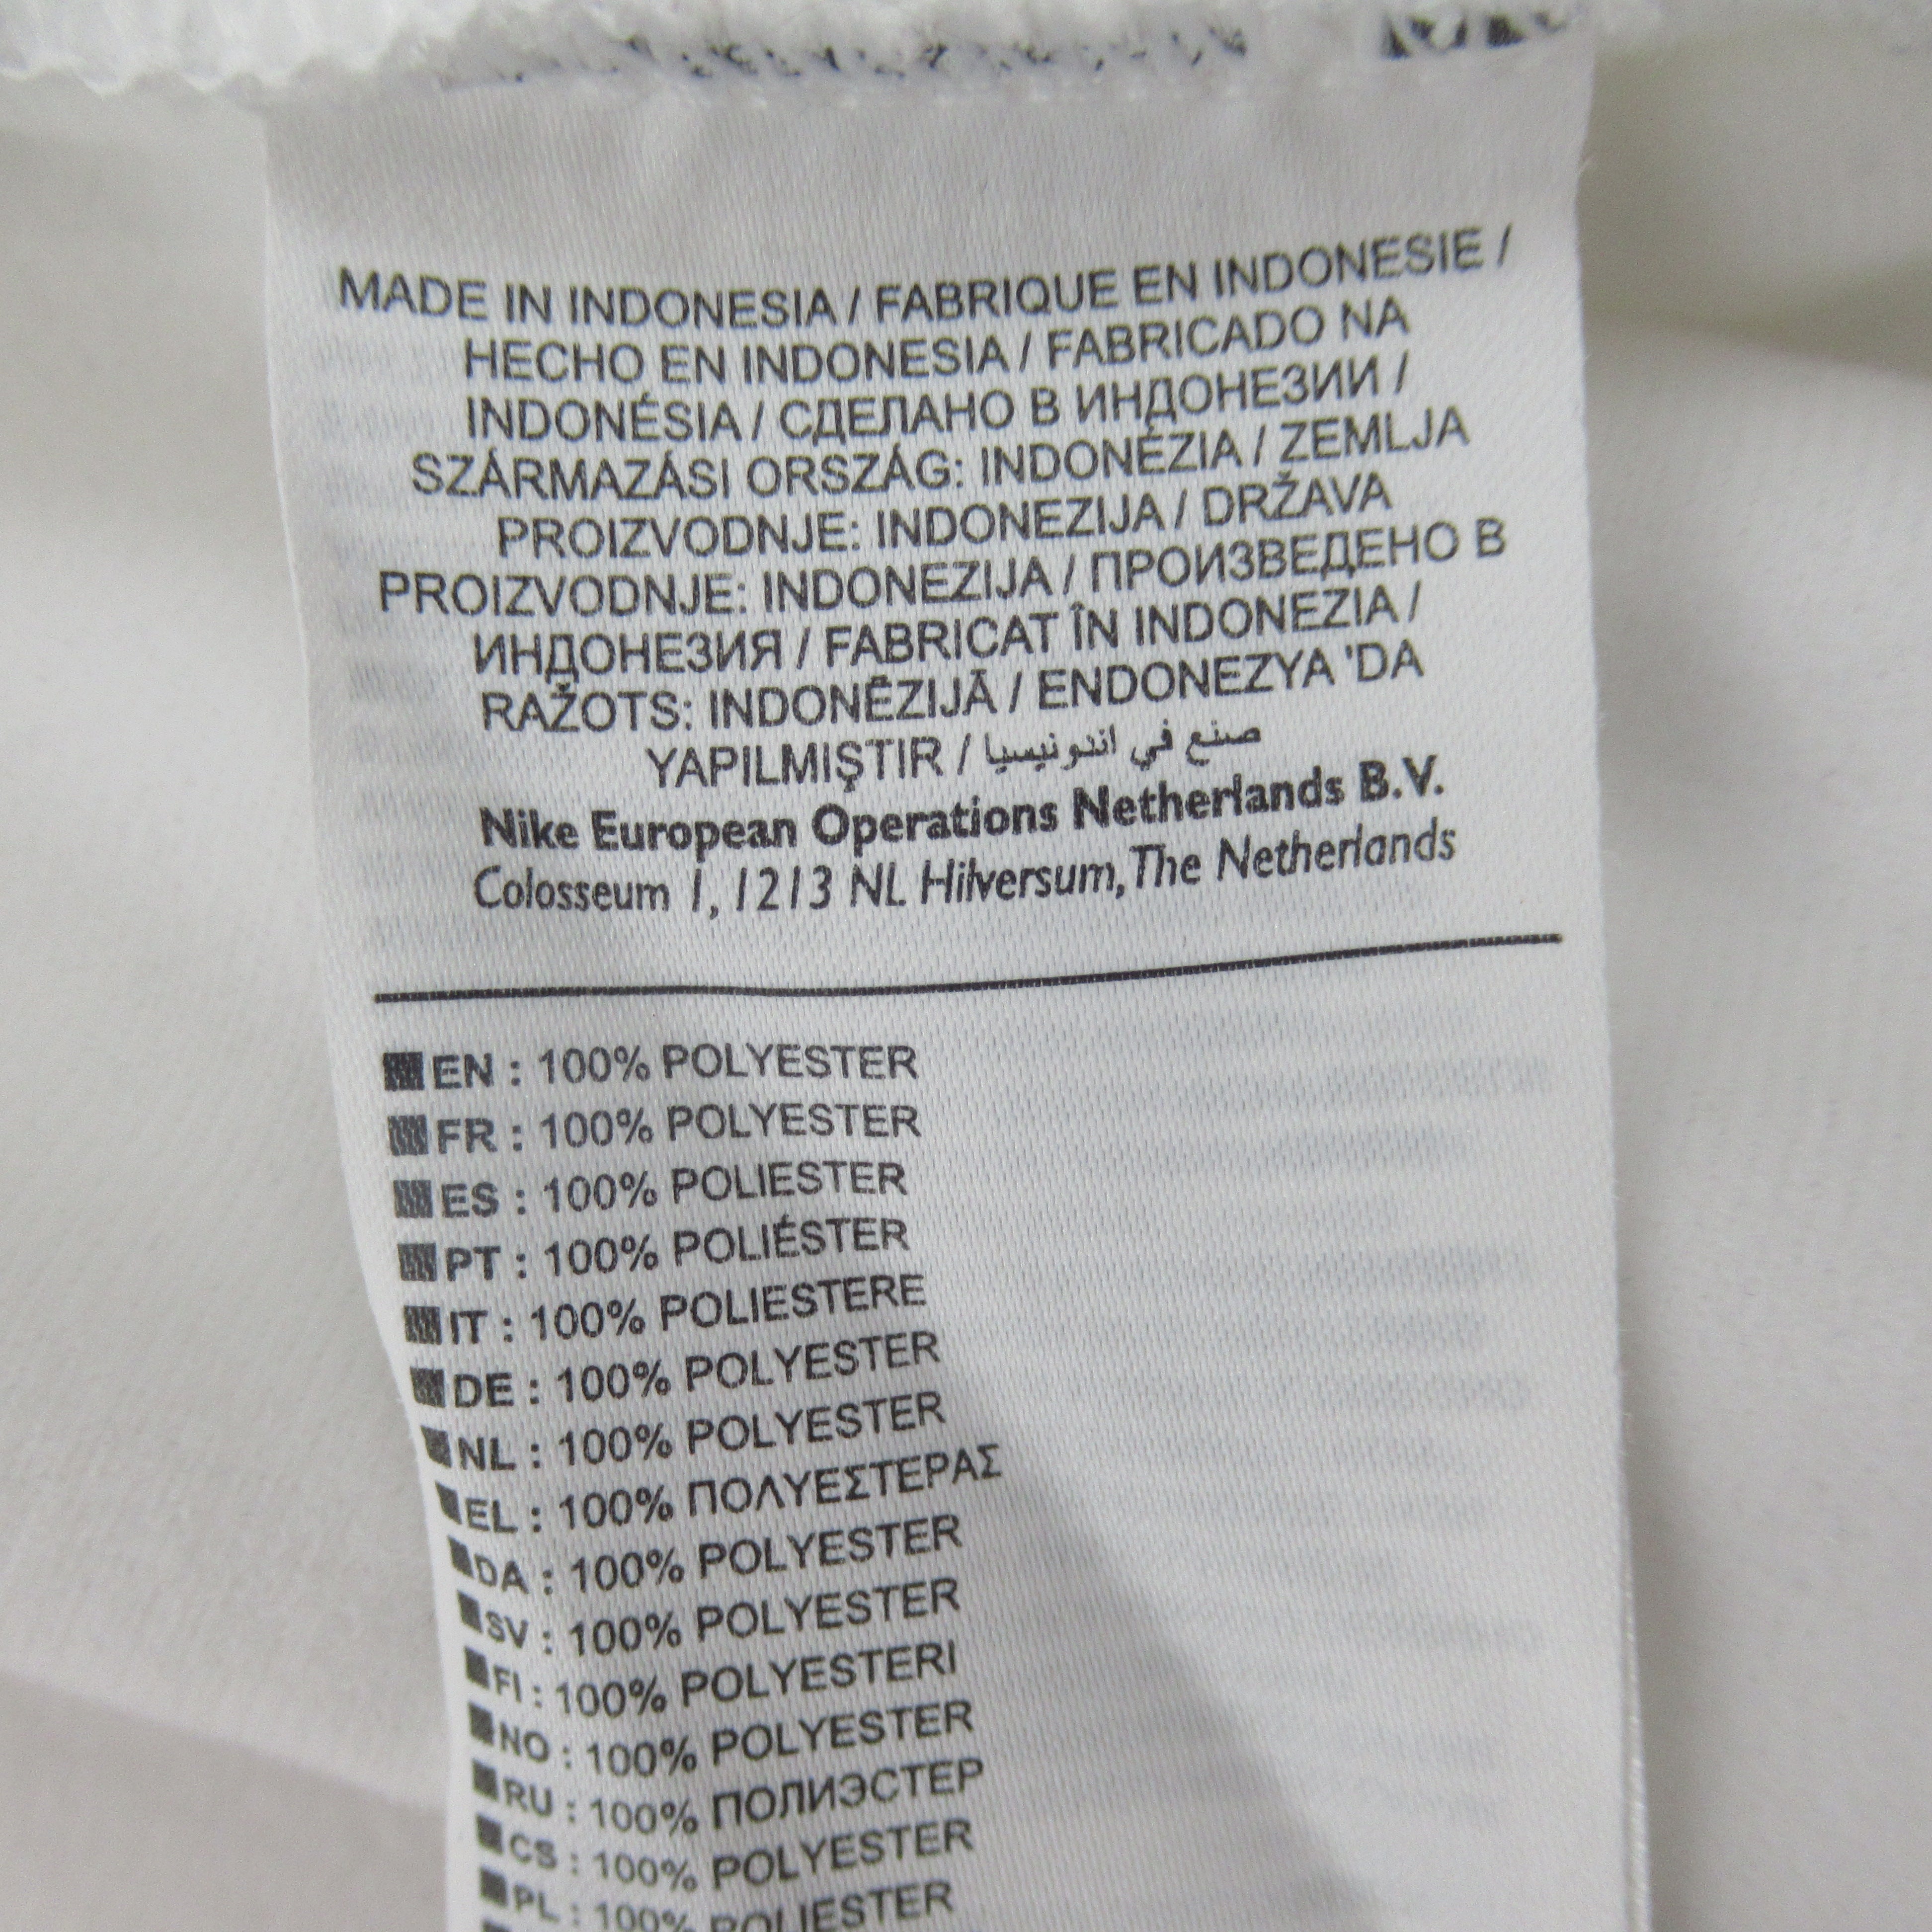 MADE IN INDONESIA / FABRIQUE EN INDONESIE /
HECHO EN INDONESIA / FABRICADO NA
INDONÉSIA / СДЕЛАНО В ИНДОНЕЗИИ /
SZÁRMAZÁSI ORSZÁG: INDONÉZIA / ZEMLJA
PROIZVODNJE: INDONEZIJA / DRŽAVA
PROIZVODNJE: INDONEZIJA / ПРОИЗВЕДЕНО В
ИНДОНЕЗИЯ / FABRICAT ÎN INDONEZIA /
RAŽOTS: INDONĒZIJĀ / ENDONEZYA 'DA
YAPILMIŞTIR / صنع في اندونيسيا
Nike European Operations Netherlands B.V.
Colosseum 1, 1213 NL Hilversum, The Netherlands
EN : 100% POLYESTER
FR : 100% POLYESTER
ES : 100% POLIESTER
PT : 100% POLIÉSTER
IT : 100% POLIESTERE
DE : 100% POLYESTER
NL : 100% POLYESTER
EL : 100% ΠΟΛΥΕΣΤΕΡΑΣ
DA : 100% POLYESTER
SV : 100% POLYESTER
FI : 100% POLYESTERI
NO : 100% POLYESTER
RU : 100% ПОЛИЭСТЕР
CS : 100% POLYESTER
PL : 100% POLIESTER